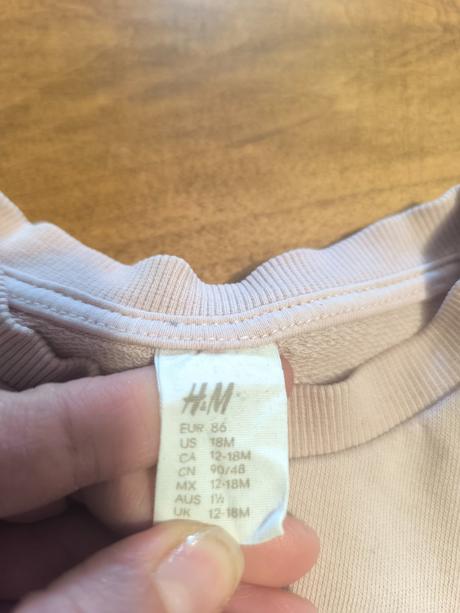 H&M
EUR 86
US 18M
CA 12-18M
CN 90/48
MX 12-18M
AUS 1½
UK 12-18M